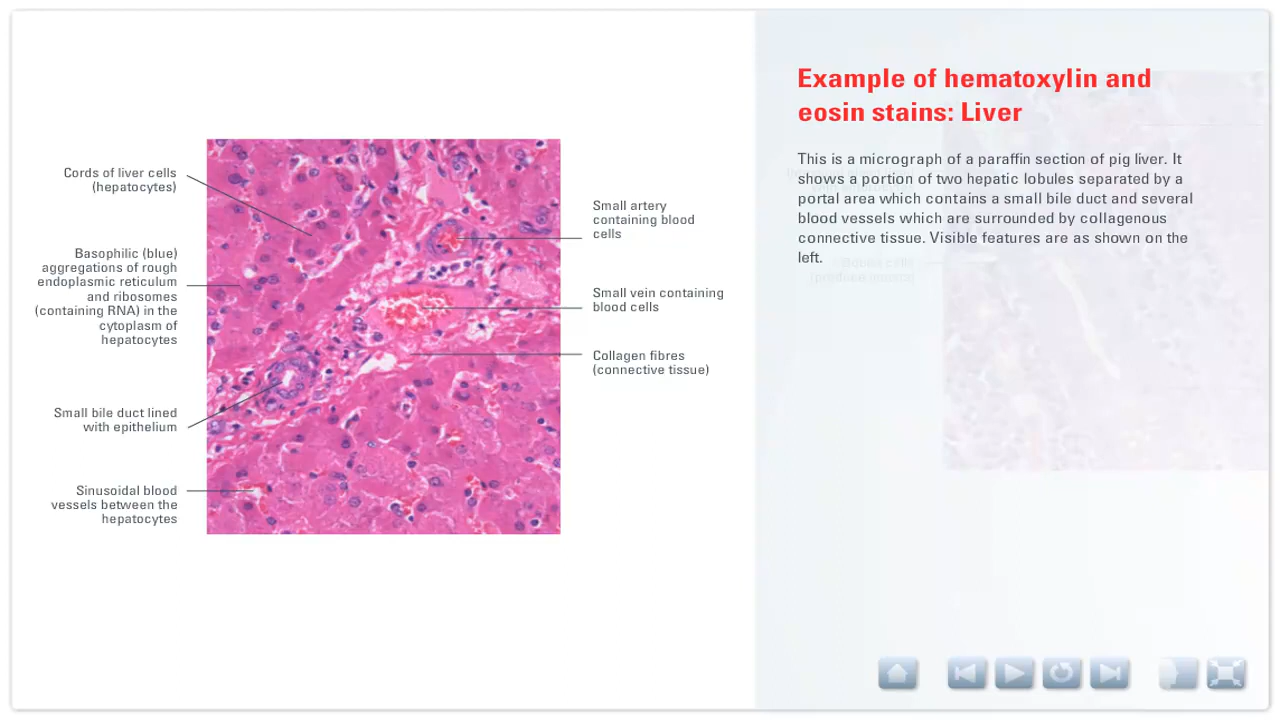 Example of hematoxylin and
eosin stains: Liver
This is a micrograph of a paraffin section of pig liver. It
shows a portion of two hepatic lobules separated by a
portal area which contains a small bile duct and several
blood vessels which are surrounded by collagenous
connective tissue. Visible features are as shown on the
left.
Cords of liver cells
(hepatocytes)
Basophilic (blue)
aggregations of rough
endoplasmic reticulum
and ribosomes
(containing RNA) in the
cytoplasm of
hepatocytes
Small bile duct lined
with epithelium
Sinusoidal blood
vessels between the
hepatocytes
Small artery
containing blood
cells
Small vein containing
blood cells
Collagen fibres
(connective tissue)